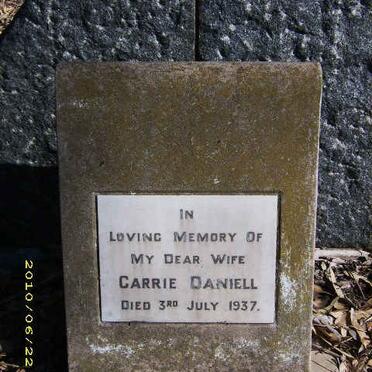 IN
LOVING MEMORY OF
MY DEAR WIFE
CARRIE DANIELL
DIED 3RD JULY 1937.
2010/06/22